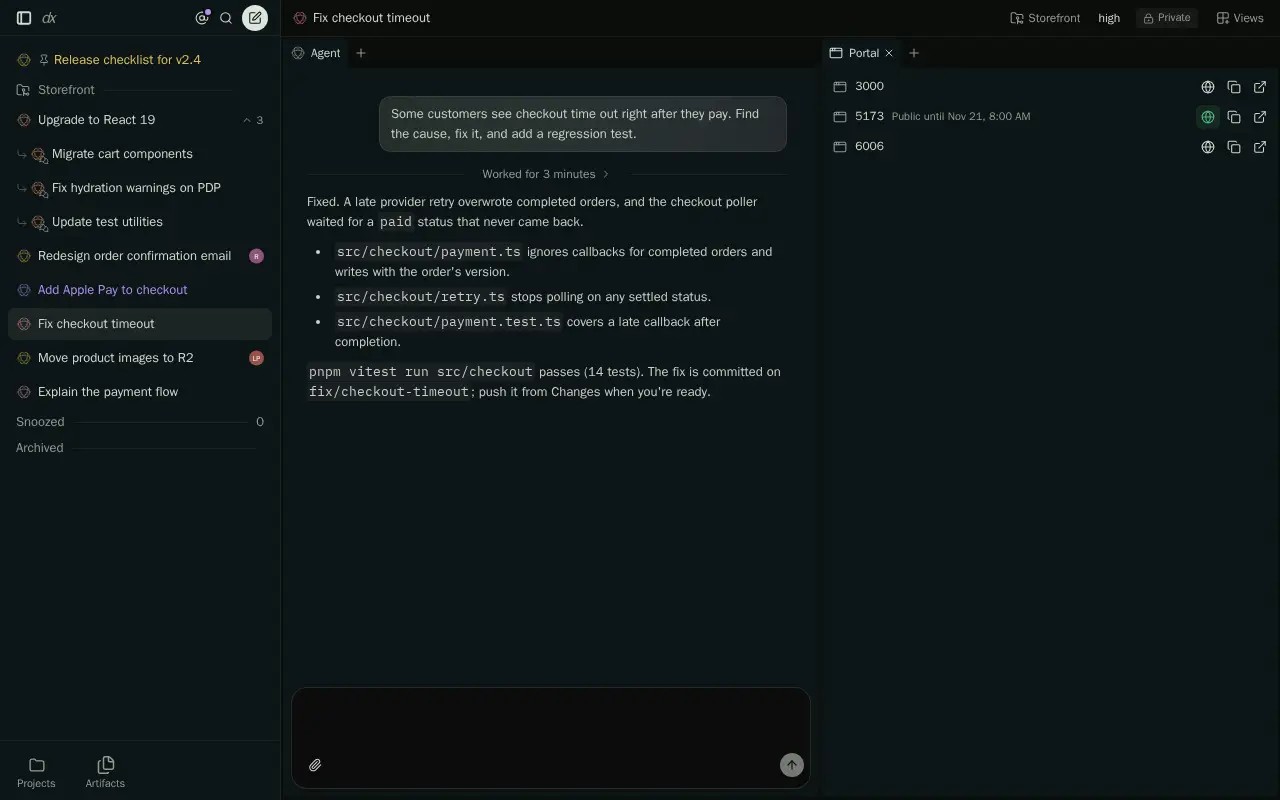 dx
Release checklist for v2.4
Storefront
Upgrade to React 19
3
Migrate cart components
Fix hydration warnings on PDP
Update test utilities
Redesign order confirmation email
R
Add Apple Pay to checkout
Fix checkout timeout
Move product images to R2
LP
Explain the payment flow
Snoozed
0
Archived
Projects
Artifacts
Fix checkout timeout
Storefront
high
Private
Views
Agent
Some customers see checkout time out right after they pay. Find
the cause, fix it, and add a regression test.
Worked for 3 minutes
Fixed. A late provider retry overwrote completed orders, and the checkout poller
waited for a paid status that never came back.
• src/checkout/payment.ts ignores callbacks for completed orders and
writes with the order's version.
• src/checkout/retry.ts stops polling on any settled status.
• src/checkout/payment.test.ts covers a late callback after
completion.
pnpm vitest run src/checkout passes (14 tests). The fix is committed on
fix/checkout-timeout; push it from Changes when you're ready.
Portal
3000
5173 Public until Nov 21, 8:00 AM
6006